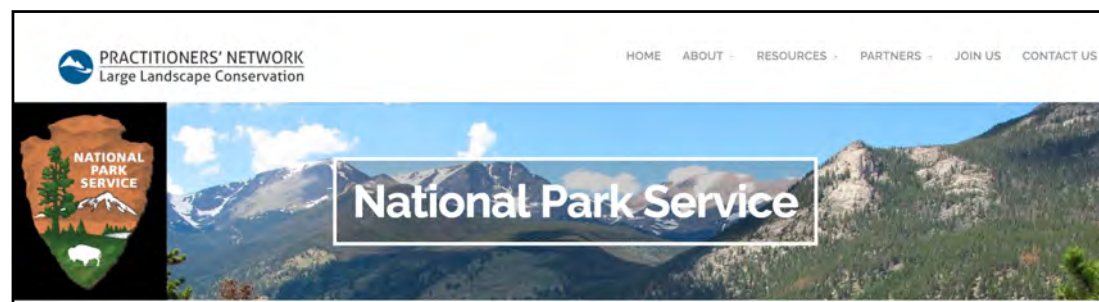 PRACTITIONERS' NETWORK
Large Landscape Conservation
HOME ABOUT RESOURCES PARTNERS JOIN US CONTACT US
NATIONAL
PARK
SERVICE
National Park Service